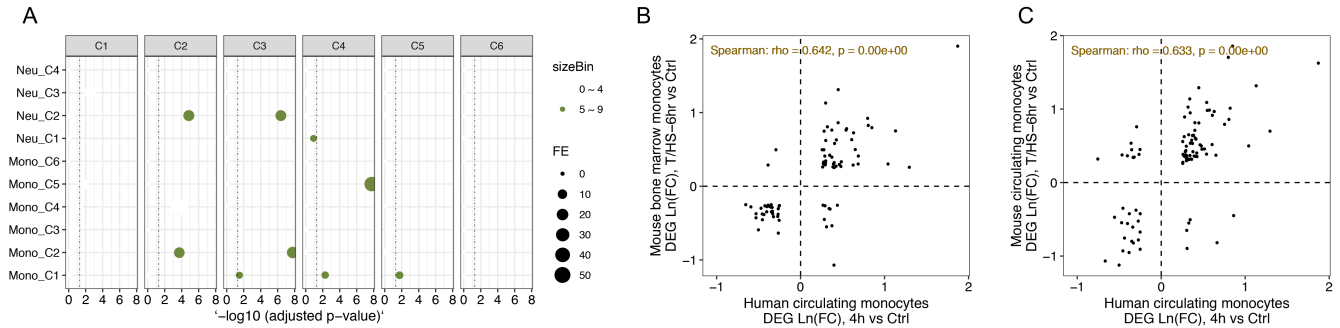 A
C1 C2 C3 C4 C5 C6
Neu_C4
Neu_C3
Neu_C2
Neu_C1
Mono_C6
Mono_C5
Mono_C4
Mono_C3
Mono_C2
Mono_C1
0 2 4 6 8 0 2 4 6 8 0 2 4 6 8 0 2 4 6 8 0 2 4 6 8 0 2 4 6 8
‘−log10 (adjusted p−value)‘
sizeBin
0 ~ 4
5 ~ 9
FE
0
10
20
30
40
50
B
Spearman: rho = 0.642, p = 0.00e+00
Mouse bone marrow monocytes
DEG Ln(FC), T/HS−6hr vs Ctrl
2
1
0
−1
−1 0 1 2
Human circulating monocytes
DEG Ln(FC), 4h vs Ctrl
C
Spearman: rho = 0.633, p = 0.00e+00
Mouse circulating monocytes
DEG Ln(FC), T/HS−6hr vs Ctrl
2
1
0
−1
−1 0 1 2
Human circulating monocytes
DEG Ln(FC), 4h vs Ctrl